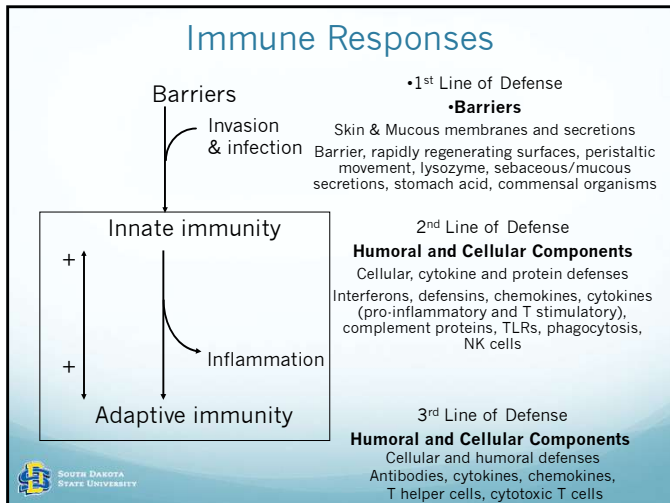 Immune Responses
Barriers
Invasion
& infection
Innate immunity
+
+
Inflammation
Adaptive immunity
•1st Line of Defense
•Barriers
Skin & Mucous membranes and secretions
Barrier, rapidly regenerating surfaces, peristaltic
movement, lysozyme, sebaceous/mucous
secretions, stomach acid, commensal organisms
2nd Line of Defense
Humoral and Cellular Components
Cellular, cytokine and protein defenses
Interferons, defensins, chemokines, cytokines
(pro-inflammatory and T stimulatory),
complement proteins, TLRs, phagocytosis,
NK cells
3rd Line of Defense
Humoral and Cellular Components
Cellular and humoral defenses
Antibodies, cytokines, chemokines,
T helper cells, cytotoxic T cells
SOUTH DAKOTA
STATE UNIVERSITY